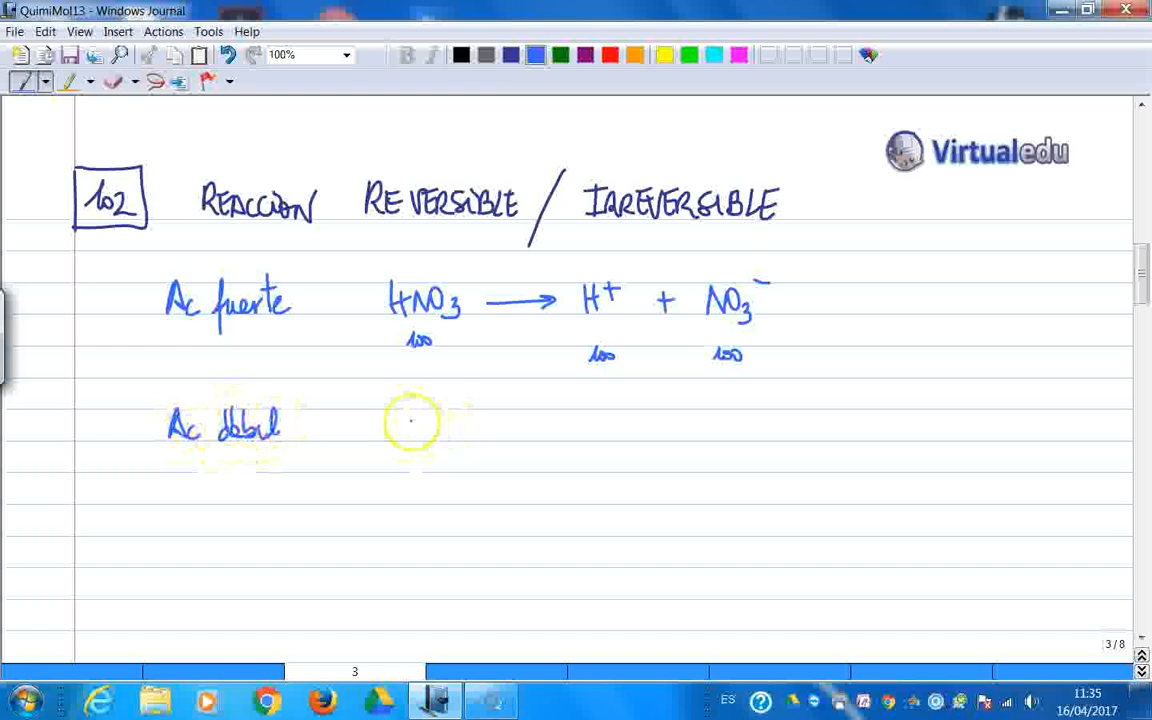 QuimiMol13 - Windows Journal
File Edit View Insert Actions Tools Help
100%
Virtualedu
102 REACCION REVERSIBLE / IRREVERSIBLE
Ac fuerte HNO3 → H+ + NO3-
100 100 100
Ac débil
3 / 8
3
ES
11:35
16/04/2017